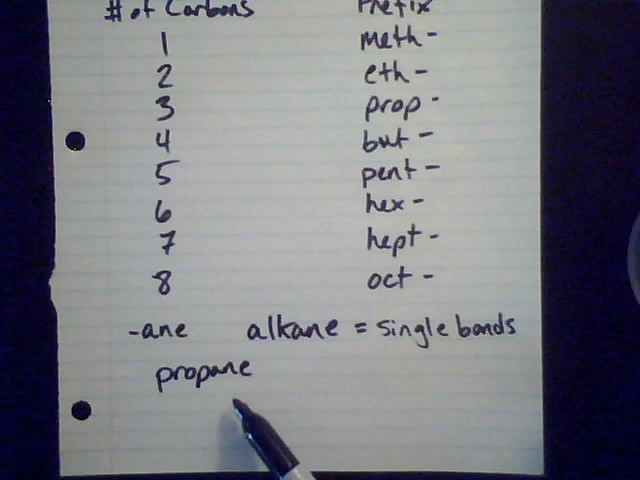 # of Carbons Prefix
1 meth-
2 eth-
3 prop-
4 but-
5 pent-
6 hex-
7 hept-
8 oct-
-ane alkane = single bonds
propane